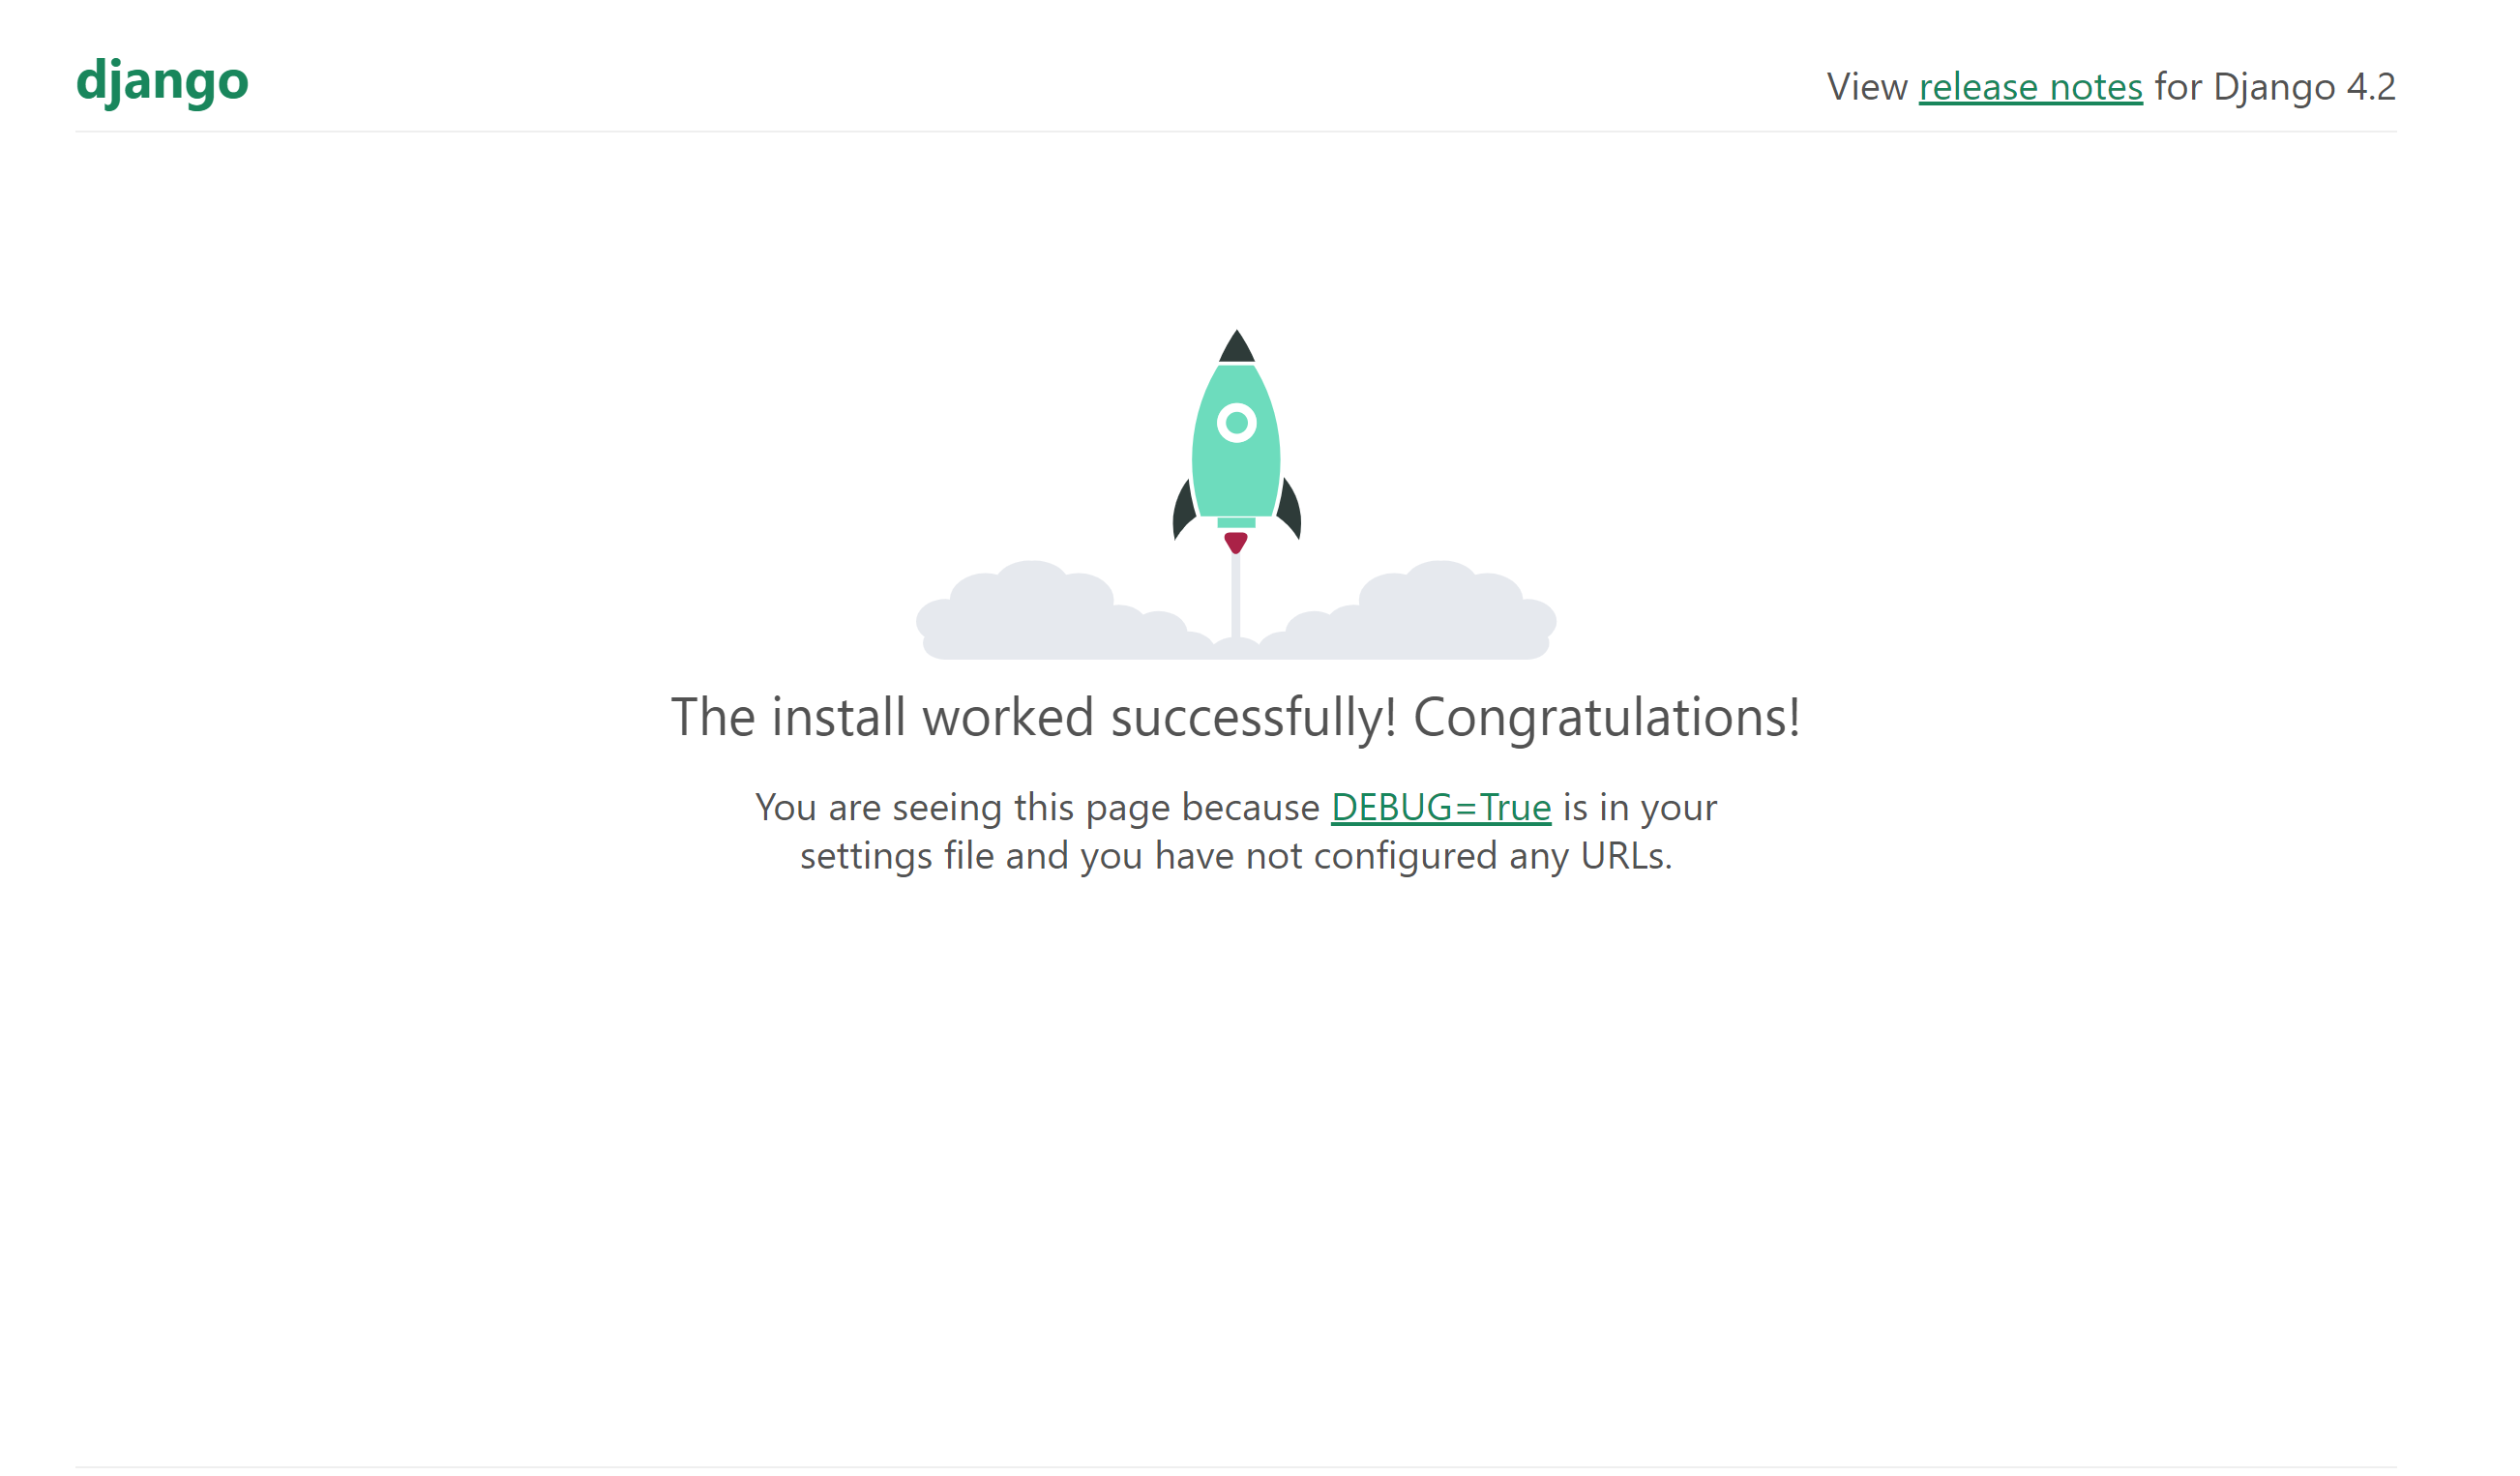 django
View release notes for Django 4.2
The install worked successfully! Congratulations!
You are seeing this page because DEBUG=True is in your
settings file and you have not configured any URLs.